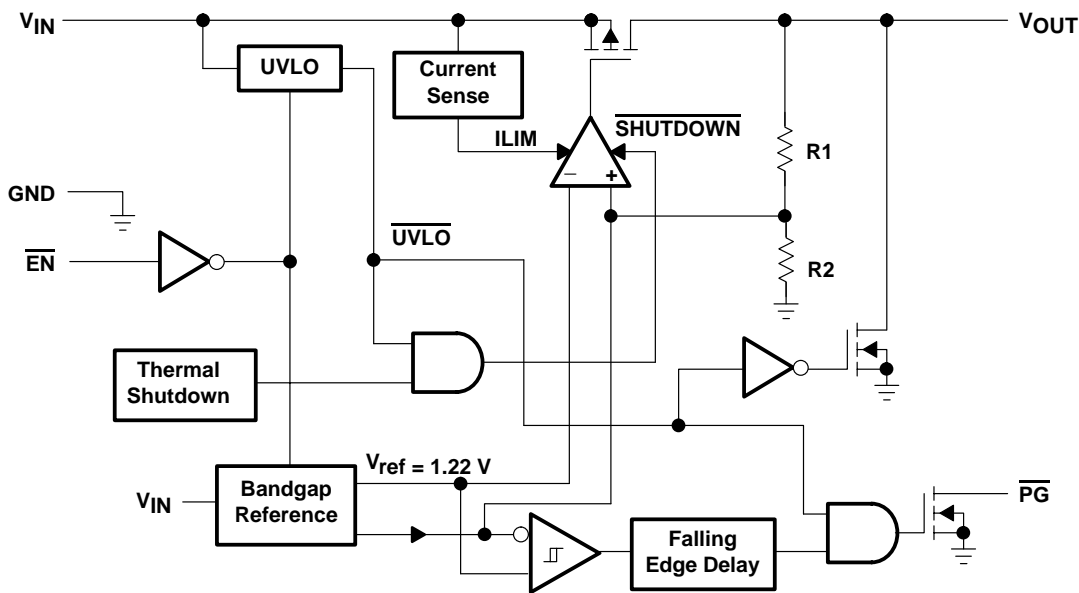 VIN
VOUT
UVLO
Current
Sense
SHUTDOWN
ILIM
R1
− +
GND
UVLO
EN
R2
Thermal
Shutdown
Vref = 1.22 V
VIN
Bandgap
Reference
PG
Falling
Edge Delay